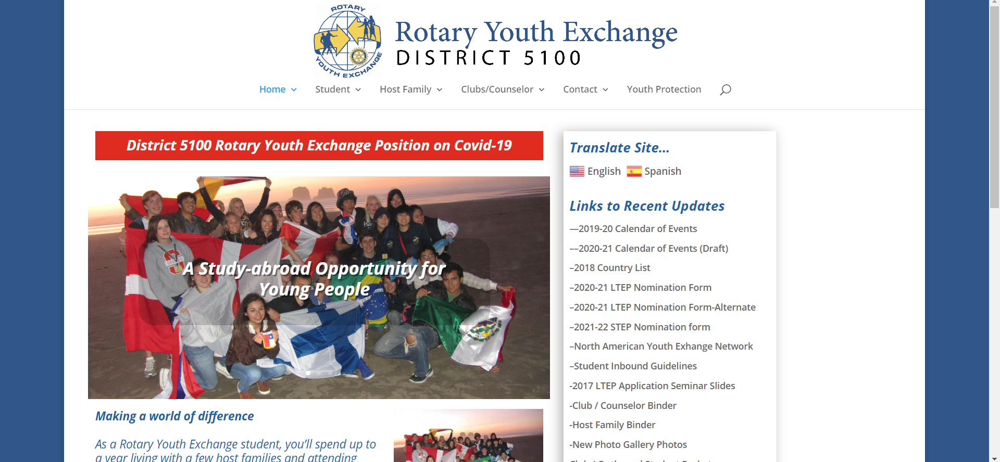 ROTARY
YOUTH EXCHANGE
Rotary Youth Exchange
DISTRICT 5100
Home
Student
Host Family
Clubs/Counselor
Contact
Youth Protection
District 5100 Rotary Youth Exchange Position on Covid-19
A Study-abroad Opportunity for
Young People
Making a world of difference
As a Rotary Youth Exchange student, you’ll spend up to
a year living with a few host families and attending
Translate Site...
English Spanish
Links to Recent Updates
—2019-20 Calendar of Events
––2020-21 Calendar of Events (Draft)
–2018 Country List
–2020-21 LTEP Nomination Form
–2020-21 LTEP Nomination Form-Alternate
–2021-22 STEP Nomination form
–North American Youth Exhange Network
–Student Inbound Guidelines
-2017 LTEP Application Seminar Slides
-Club / Counselor Binder
-Host Family Binder
-New Photo Gallery Photos